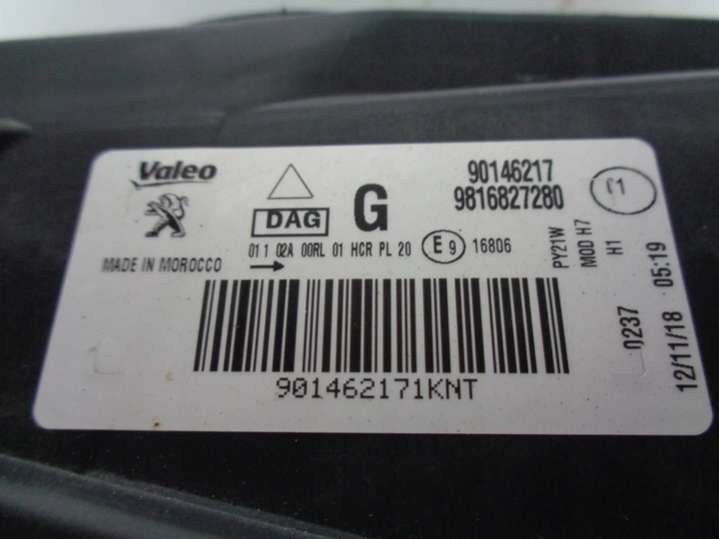 Valeo
90146217
9816827280
DAG
G
01 1 02A 00RL 01 HCR PL 20
E 9
16806
MADE IN MOROCCO
PY21W
MOD H7
H1
0237
12/11/18 05:19
901462171KNT